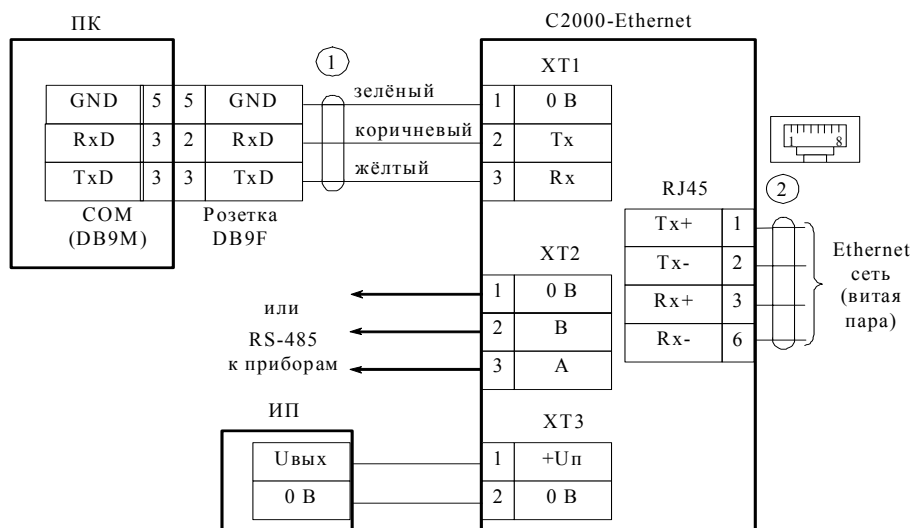 ПК
C2000-Ethernet
1
XT1
GND 5 5 GND
зелёный
1 0 В
RxD 3 2 RxD
коричневый
2 Tx
TxD 3 3 TxD
жёлтый
3 Rx
COM
(DB9M)
Розетка
DB9F
1 8
RJ45
2
Tx+ 1
Tx- 2
Rx+ 3
Rx- 6
Ethernet
сеть
(витая
пара)
XT2
1 0 В
2 B
3 A
или
RS-485
к приборам
ИП
XT3
Uвых
1 +Uп
0 В
2 0 В